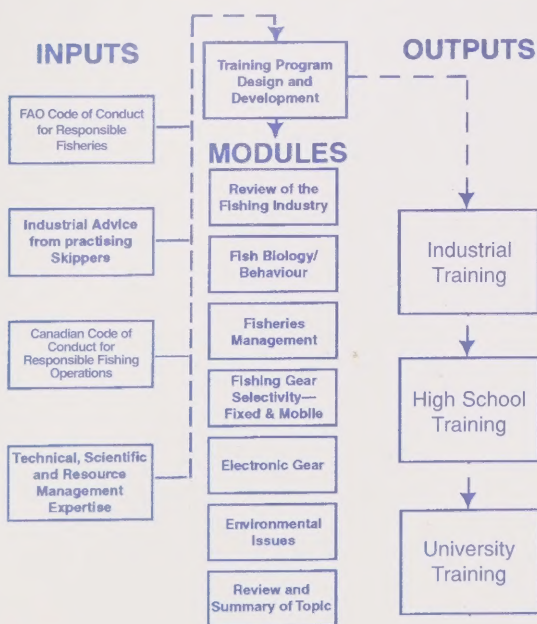 INPUTS
FAO Code of Conduct
for Responsible
Fisheries
Industrial Advice
from practising
Skippers
Canadian Code of
Conduct for
Responsible Fishing
Operations
Technical, Scientific
and Resource
Management
Expertise
Training Program
Design and
Development
MODULES
Review of the
Fishing Industry
Fish Biology/
Behaviour
Fisheries
Management
Fishing Gear
Selectivity—
Fixed & Mobile
Electronic Gear
Environmental
Issues
Review and
Summary of Topic
OUTPUTS
Industrial
Training
High School
Training
University
Training